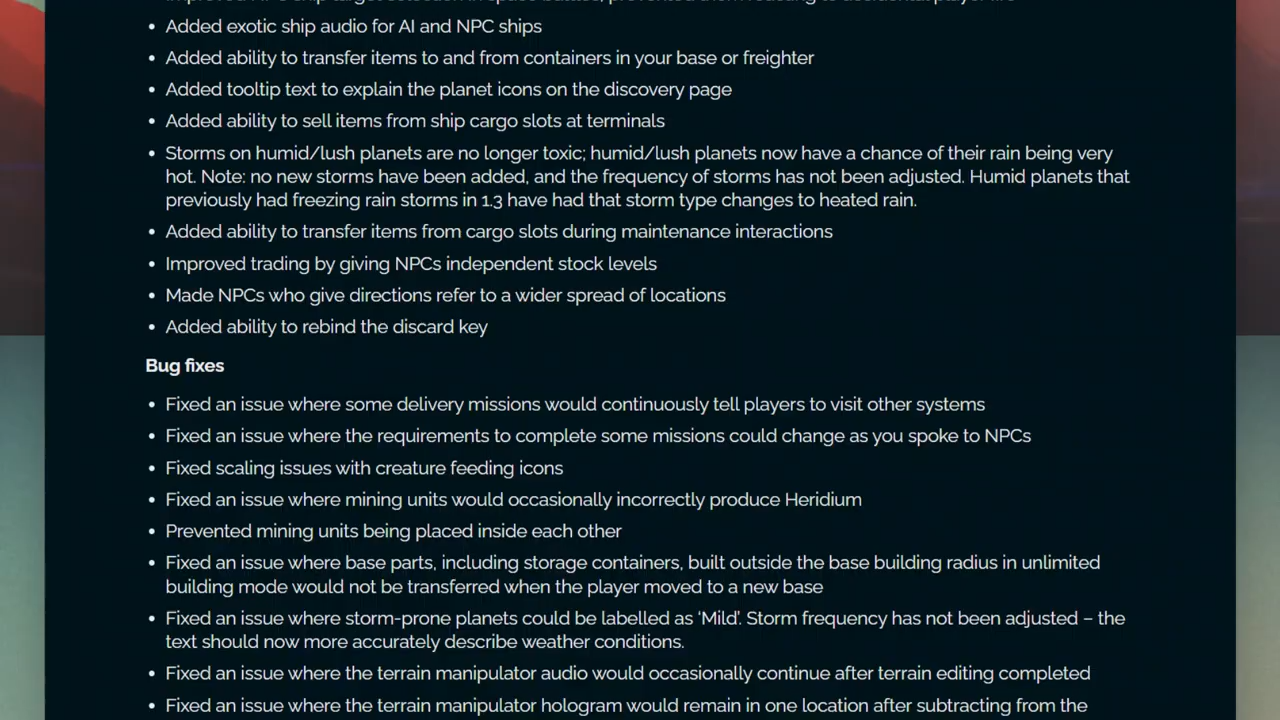 • Added exotic ship audio for AI and NPC ships
• Added ability to transfer items to and from containers in your base or freighter
• Added tooltip text to explain the planet icons on the discovery page
• Added ability to sell items from ship cargo slots at terminals
• Storms on humid/lush planets are no longer toxic; humid/lush planets now have a chance of their rain being very
hot. Note: no new storms have been added, and the frequency of storms has not been adjusted. Humid planets that
previously had freezing rain storms in 1.3 have had that storm type changes to heated rain.
• Added ability to transfer items from cargo slots during maintenance interactions
• Improved trading by giving NPCs independent stock levels
• Made NPCs who give directions refer to a wider spread of locations
• Added ability to rebind the discard key
Bug fixes
• Fixed an issue where some delivery missions would continuously tell players to visit other systems
• Fixed an issue where the requirements to complete some missions could change as you spoke to NPCs
• Fixed scaling issues with creature feeding icons
• Fixed an issue where mining units would occasionally incorrectly produce Heridium
• Prevented mining units being placed inside each other
• Fixed an issue where base parts, including storage containers, built outside the base building radius in unlimited
building mode would not be transferred when the player moved to a new base
• Fixed an issue where storm-prone planets could be labelled as ‘Mild’. Storm frequency has not been adjusted – the
text should now more accurately describe weather conditions.
• Fixed an issue where the terrain manipulator audio would occasionally continue after terrain editing completed
• Fixed an issue where the terrain manipulator hologram would remain in one location after subtracting from the